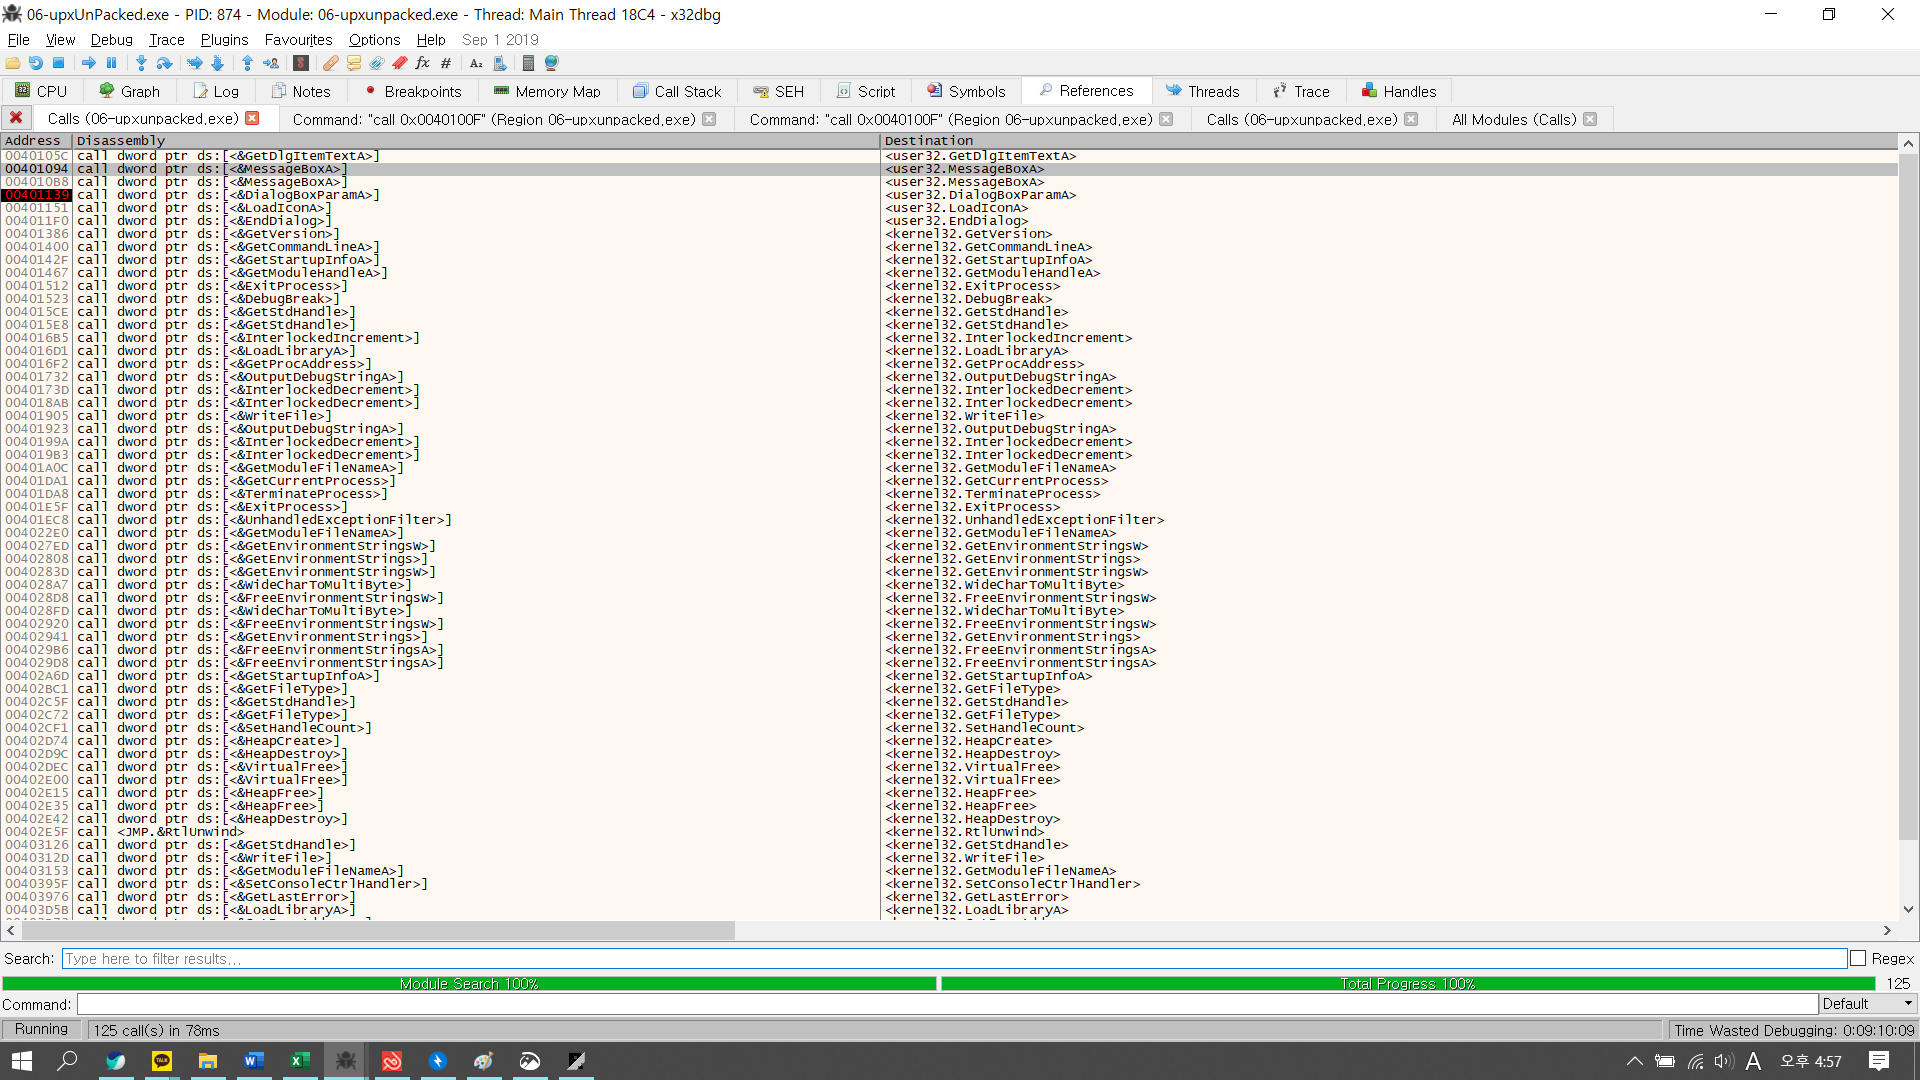 06-upxUnPacked.exe - PID: 874 - Module: 06-upxunpacked.exe - Thread: Main Thread 18C4 - x32dbg
File View Debug Trace Plugins Favourites Options Help Sep 1 2019
CPU Graph Log Notes Breakpoints Memory Map Call Stack SEH Script Symbols References Threads Trace Handles
Calls (06-upxunpacked.exe) Command: "call 0x0040100F" (Region 06-upxunpacked.exe) Command: "call 0x0040100F" (Region 06-upxunpacked.exe) Calls (06-upxunpacked.exe) All Modules (Calls)
Address Disassembly Destination
0040105C call dword ptr ds:[<&GetDlgItemTextA>] <user32.GetDlgItemTextA>
00401094 call dword ptr ds:[<&MessageBoxA>] <user32.MessageBoxA>
004010B8 call dword ptr ds:[<&MessageBoxA>] <user32.MessageBoxA>
00401139 call dword ptr ds:[<&DialogBoxParamA>] <user32.DialogBoxParamA>
00401151 call dword ptr ds:[<&LoadIconA>] <user32.LoadIconA>
004011F0 call dword ptr ds:[<&EndDialog>] <user32.EndDialog>
00401386 call dword ptr ds:[<&GetVersion>] <kernel32.GetVersion>
00401400 call dword ptr ds:[<&GetCommandLineA>] <kernel32.GetCommandLineA>
0040142F call dword ptr ds:[<&GetStartupInfoA>] <kernel32.GetStartupInfoA>
00401467 call dword ptr ds:[<&GetModuleHandleA>] <kernel32.GetModuleHandleA>
00401512 call dword ptr ds:[<&ExitProcess>] <kernel32.ExitProcess>
00401523 call dword ptr ds:[<&DebugBreak>] <kernel32.DebugBreak>
004015CE call dword ptr ds:[<&GetStdHandle>] <kernel32.GetStdHandle>
004015E8 call dword ptr ds:[<&GetStdHandle>] <kernel32.GetStdHandle>
004016B5 call dword ptr ds:[<&InterlockedIncrement>] <kernel32.InterlockedIncrement>
004016D1 call dword ptr ds:[<&LoadLibraryA>] <kernel32.LoadLibraryA>
004016F2 call dword ptr ds:[<&GetProcAddress>] <kernel32.GetProcAddress>
00401732 call dword ptr ds:[<&OutputDebugStringA>] <kernel32.OutputDebugStringA>
0040173D call dword ptr ds:[<&InterlockedDecrement>] <kernel32.InterlockedDecrement>
004018AB call dword ptr ds:[<&InterlockedDecrement>] <kernel32.InterlockedDecrement>
00401905 call dword ptr ds:[<&WriteFile>] <kernel32.WriteFile>
00401923 call dword ptr ds:[<&OutputDebugStringA>] <kernel32.OutputDebugStringA>
0040199A call dword ptr ds:[<&InterlockedDecrement>] <kernel32.InterlockedDecrement>
004019B3 call dword ptr ds:[<&InterlockedDecrement>] <kernel32.InterlockedDecrement>
00401A0C call dword ptr ds:[<&GetModuleFileNameA>] <kernel32.GetModuleFileNameA>
00401DA1 call dword ptr ds:[<&GetCurrentProcess>] <kernel32.GetCurrentProcess>
00401DA8 call dword ptr ds:[<&TerminateProcess>] <kernel32.TerminateProcess>
00401E5F call dword ptr ds:[<&ExitProcess>] <kernel32.ExitProcess>
00401EC8 call dword ptr ds:[<&UnhandledExceptionFilter>] <kernel32.UnhandledExceptionFilter>
004022E0 call dword ptr ds:[<&GetModuleFileNameA>] <kernel32.GetModuleFileNameA>
004027ED call dword ptr ds:[<&GetEnvironmentStringsW>] <kernel32.GetEnvironmentStringsW>
00402808 call dword ptr ds:[<&GetEnvironmentStrings>] <kernel32.GetEnvironmentStrings>
0040283D call dword ptr ds:[<&GetEnvironmentStringsW>] <kernel32.GetEnvironmentStringsW>
004028A7 call dword ptr ds:[<&WideCharToMultiByte>] <kernel32.WideCharToMultiByte>
004028D8 call dword ptr ds:[<&FreeEnvironmentStringsW>] <kernel32.FreeEnvironmentStringsW>
004028FD call dword ptr ds:[<&WideCharToMultiByte>] <kernel32.WideCharToMultiByte>
00402920 call dword ptr ds:[<&FreeEnvironmentStringsW>] <kernel32.FreeEnvironmentStringsW>
00402941 call dword ptr ds:[<&GetEnvironmentStrings>] <kernel32.GetEnvironmentStrings>
004029B6 call dword ptr ds:[<&FreeEnvironmentStringsA>] <kernel32.FreeEnvironmentStringsA>
004029D8 call dword ptr ds:[<&FreeEnvironmentStringsA>] <kernel32.FreeEnvironmentStringsA>
00402A6D call dword ptr ds:[<&GetStartupInfoA>] <kernel32.GetStartupInfoA>
00402BC1 call dword ptr ds:[<&GetFileType>] <kernel32.GetFileType>
00402C5F call dword ptr ds:[<&GetStdHandle>] <kernel32.GetStdHandle>
00402C72 call dword ptr ds:[<&GetFileType>] <kernel32.GetFileType>
00402CF1 call dword ptr ds:[<&SetHandleCount>] <kernel32.SetHandleCount>
00402D74 call dword ptr ds:[<&HeapCreate>] <kernel32.HeapCreate>
00402D9C call dword ptr ds:[<&HeapDestroy>] <kernel32.HeapDestroy>
00402DEC call dword ptr ds:[<&VirtualFree>] <kernel32.VirtualFree>
00402E00 call dword ptr ds:[<&VirtualFree>] <kernel32.VirtualFree>
00402E15 call dword ptr ds:[<&HeapFree>] <kernel32.HeapFree>
00402E35 call dword ptr ds:[<&HeapFree>] <kernel32.HeapFree>
00402E42 call dword ptr ds:[<&HeapDestroy>] <kernel32.HeapDestroy>
00402E5F call <JMP.&RtlUnwind> <kernel32.RtlUnwind>
00403126 call dword ptr ds:[<&GetStdHandle>] <kernel32.GetStdHandle>
0040312D call dword ptr ds:[<&WriteFile>] <kernel32.WriteFile>
00403153 call dword ptr ds:[<&GetModuleFileNameA>] <kernel32.GetModuleFileNameA>
0040395F call dword ptr ds:[<&SetConsoleCtrlHandler>] <kernel32.SetConsoleCtrlHandler>
00403976 call dword ptr ds:[<&GetLastError>] <kernel32.GetLastError>
00403D5B call dword ptr ds:[<&LoadLibraryA>] <kernel32.LoadLibraryA>
Search: Type here to filter results... Regex
Module Search 100% Total Progress 100% 125
Command: Default
Running 125 call(s) in 78ms Time Wasted Debugging: 0:09:10:09
A 오후 4:57